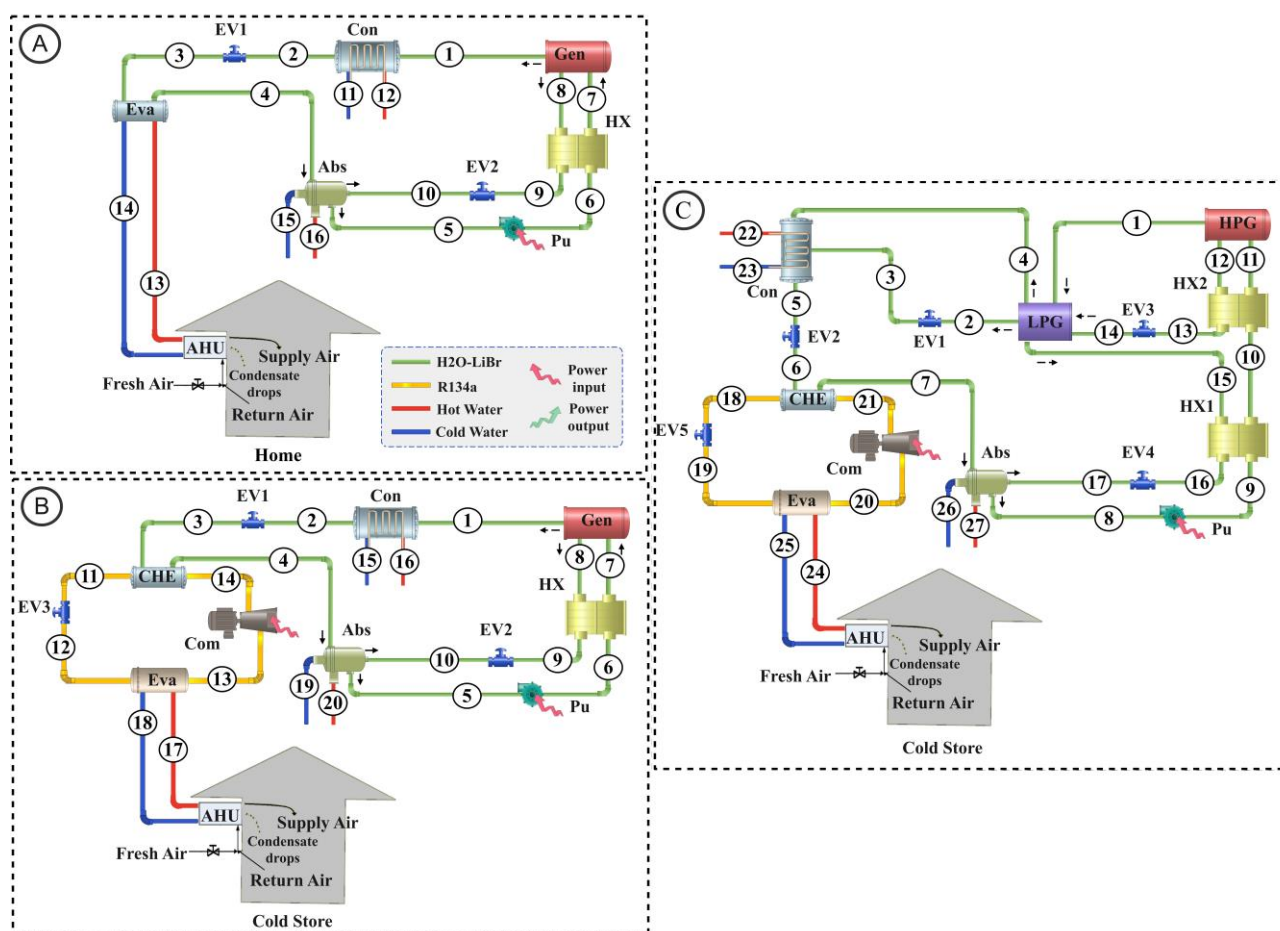 A
EV1
Con
Gen
3
2
1
4
Eva
11
12
8
7
HX
Abs
EV2
10
9
6
14
15
16
5
Pu
13
AHU
Supply Air
Condensate
drops
Fresh Air
Return Air
Home
H2O-LiBr
R134a
Hot Water
Cold Water
Power
input
Power
output
B
EV1
Con
Gen
3
2
1
4
11
CHE
14
15
16
8
7
HX
EV3
Com
Abs
EV2
12
10
9
6
Eva
13
19
20
5
Pu
18
17
AHU
Supply Air
Condensate
drops
Fresh Air
Return Air
Cold Store
C
22
23
Con
1
HPG
12
11
4
3
HX2
5
LPG
EV3
2
14
13
EV1
EV2
10
6
7
15
18
CHE
21
HX1
EV5
Com
Abs
EV4
19
17
16
9
Eva
20
26
27
8
Pu
25
24
AHU
Supply Air
Condensate
drops
Fresh Air
Return Air
Cold Store